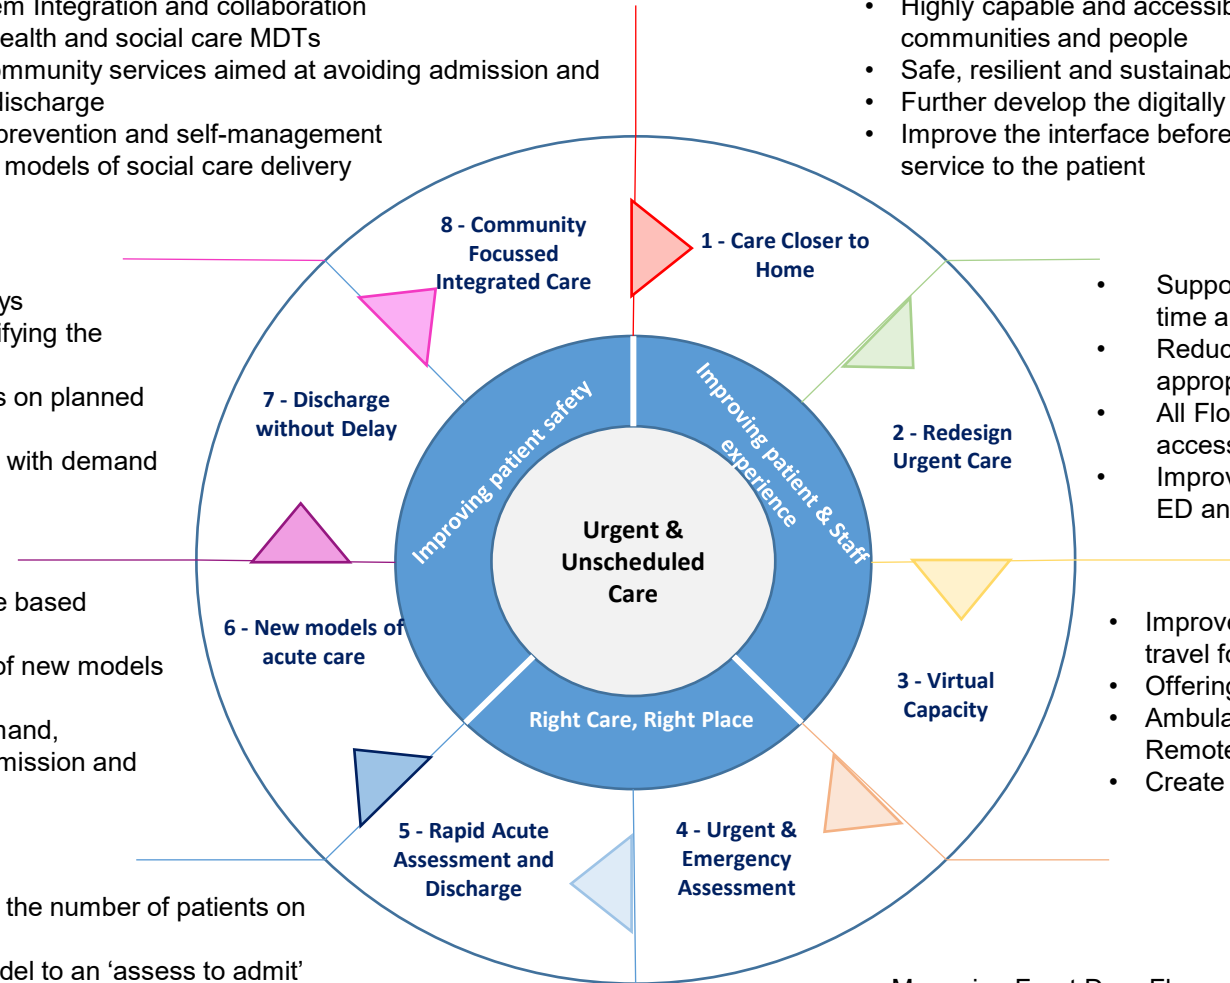 em Integration and collaboration
ealth and social care MDTs
ommunity services aimed at avoiding admission and
discharge
prevention and self-management
models of social care delivery
• Highly capable and accessib
communities and people
• Safe, resilient and sustainab
• Further develop the digitally
• Improve the interface before
service to the patient
8 - Community
Focussed
Integrated Care
1 - Care Closer to
Home
ys
ifying the
s on planned
with demand
• Suppo
time a
• Reduc
approp
• All Flo
access
• Improv
ED an
7 - Discharge
without Delay
2 - Redesign
Urgent Care
Improving patient safety
Improving patient & Staff
experience
Urgent &
Unscheduled
Care
e based
of new models
mand,
mission and
6 - New models of
acute care
3 - Virtual
Capacity
• Improve
travel fo
• Offering
• Ambula
Remote
• Create
Right Care, Right Place
5 - Rapid Acute
Assessment and
Discharge
4 - Urgent &
Emergency
Assessment
the number of patients on
del to an ‘assess to admit’